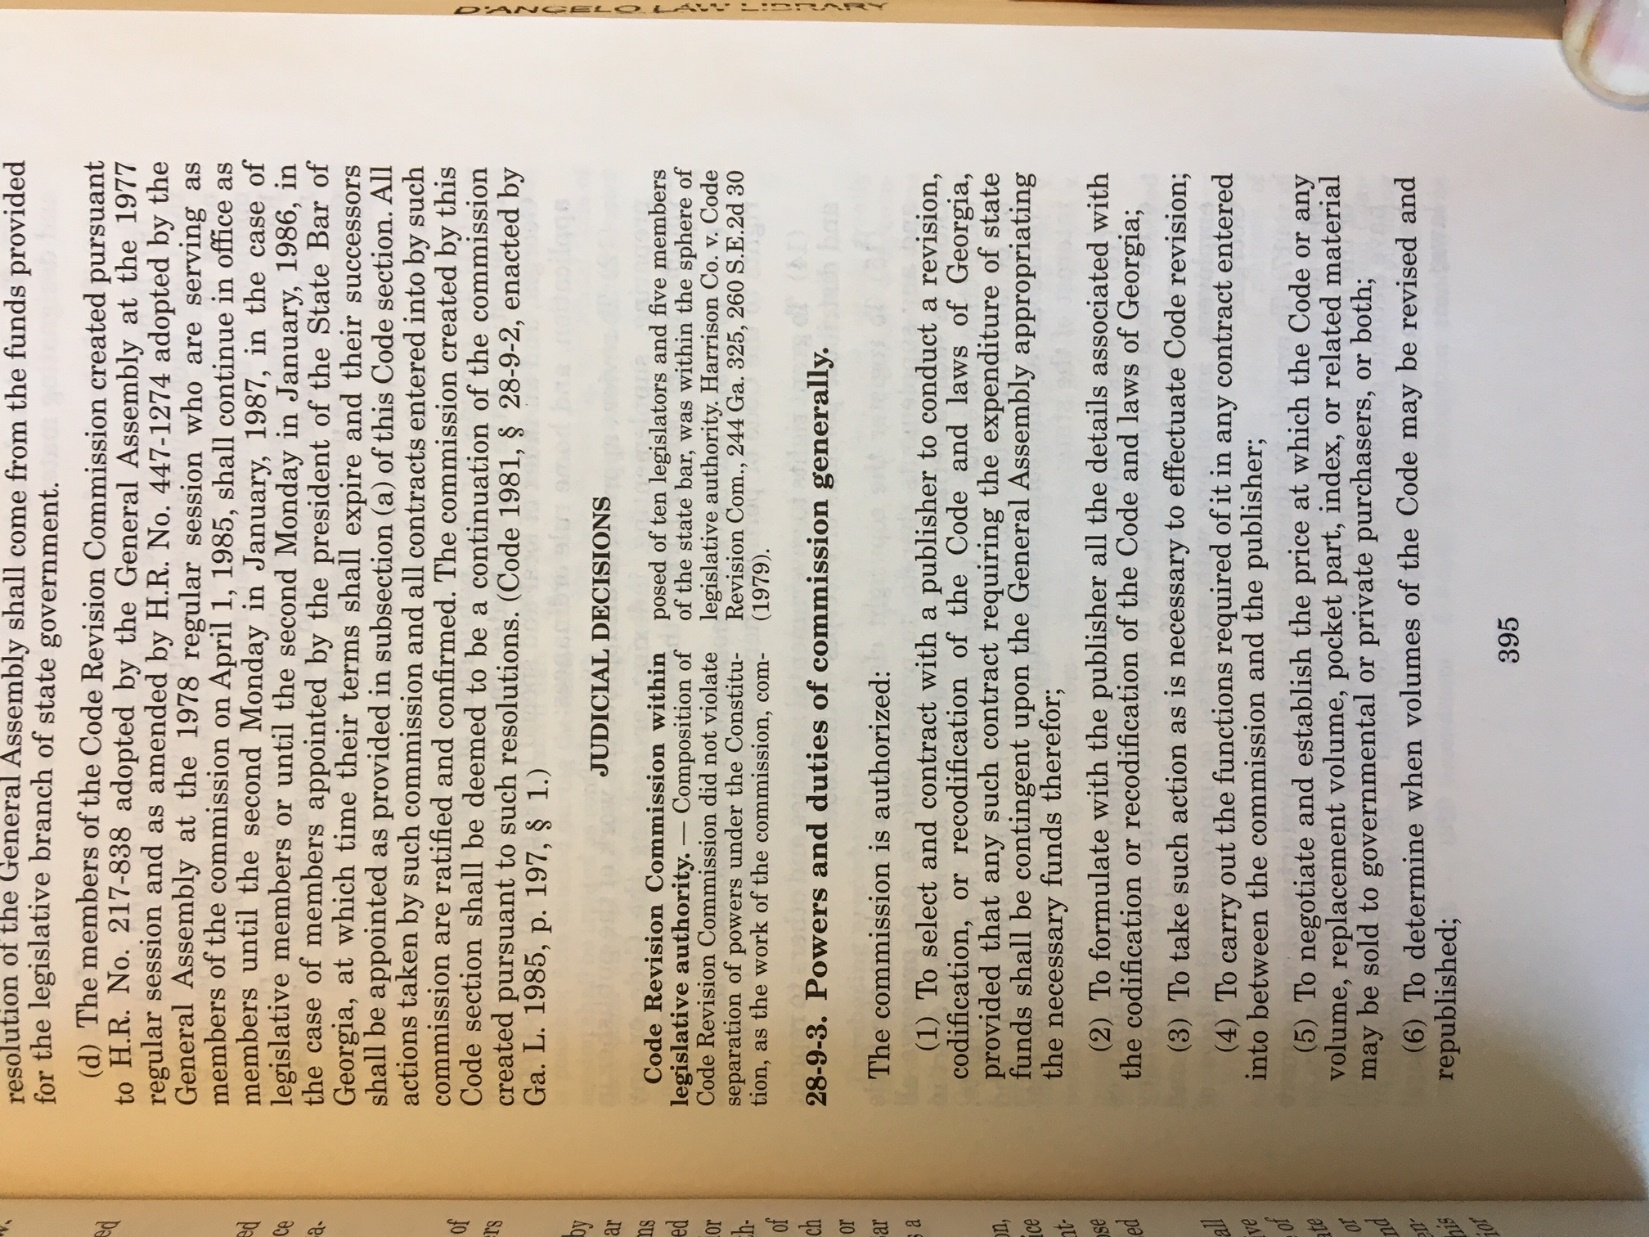 D'ANGELO LAW LIBRARY
resolution of the General Assembly shall come from the funds provided
for the legislative branch of state government.
(d) The members of the Code Revision Commission created pursuant
to H.R. No. 217-838 adopted by the General Assembly at the 1977
regular session and as amended by H.R. No. 447-1274 adopted by the
General Assembly at the 1978 regular session who are serving as
members of the commission on April 1, 1985, shall continue in office as
members until the second Monday in January, 1987, in the case of
legislative members or until the second Monday in January, 1986, in
the case of members appointed by the president of the State Bar of
Georgia, at which time their terms shall expire and their successors
shall be appointed as provided in subsection (a) of this Code section. All
actions taken by such commission and all contracts entered into by such
commission are ratified and confirmed. The commission created by this
Code section shall be deemed to be a continuation of the commission
created pursuant to such resolutions. (Code 1981, § 28-9-2, enacted by
Ga. L. 1985, p. 197, § 1.)
JUDICIAL DECISIONS
Code Revision Commission within
legislative authority. — Composition of
Code Revision Commission did not violate
separation of powers under the Constitu-
tion, as the work of the commission, com-
posed of ten legislators and five members
of the state bar, was within the sphere of
legislative authority. Harrison Co. v. Code
Revision Com., 244 Ga. 325, 260 S.E.2d 30
(1979).
28-9-3. Powers and duties of commission generally.
The commission is authorized:
(1) To select and contract with a publisher to conduct a revision,
codification, or recodification of the Code and laws of Georgia,
provided that any such contract requiring the expenditure of state
funds shall be contingent upon the General Assembly appropriating
the necessary funds therefor;
(2) To formulate with the publisher all the details associated with
the codification or recodification of the Code and laws of Georgia;
(3) To take such action as is necessary to effectuate Code revision;
(4) To carry out the functions required of it in any contract entered
into between the commission and the publisher;
(5) To negotiate and establish the price at which the Code or any
volume, replacement volume, pocket part, index, or related material
may be sold to governmental or private purchasers, or both;
(6) To determine when volumes of the Code may be revised and
republished;
395